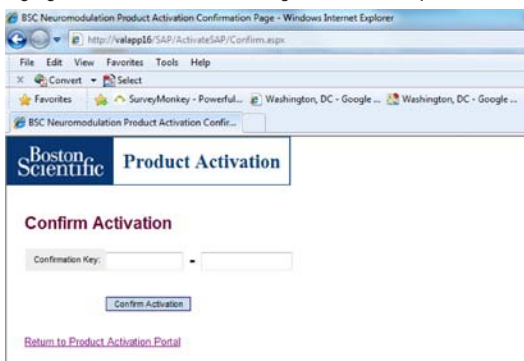 BSC Neuromodulation Product Activation Confirmation Page - Windows Internet Explorer
http://valapp16/SAP/ActivateSAP/Confirm.aspx
File Edit View Favorites Tools Help
x Convert Select
Favorites SurveyMonkey - Powerful... Washington, DC - Google ... Washington, DC - Google ...
BSC Neuromodulation Product Activation Confir...
Boston Scientific Product Activation
Confirm Activation
Confirmation Key: -
Confirm Activation
Return to Product Activation Portal